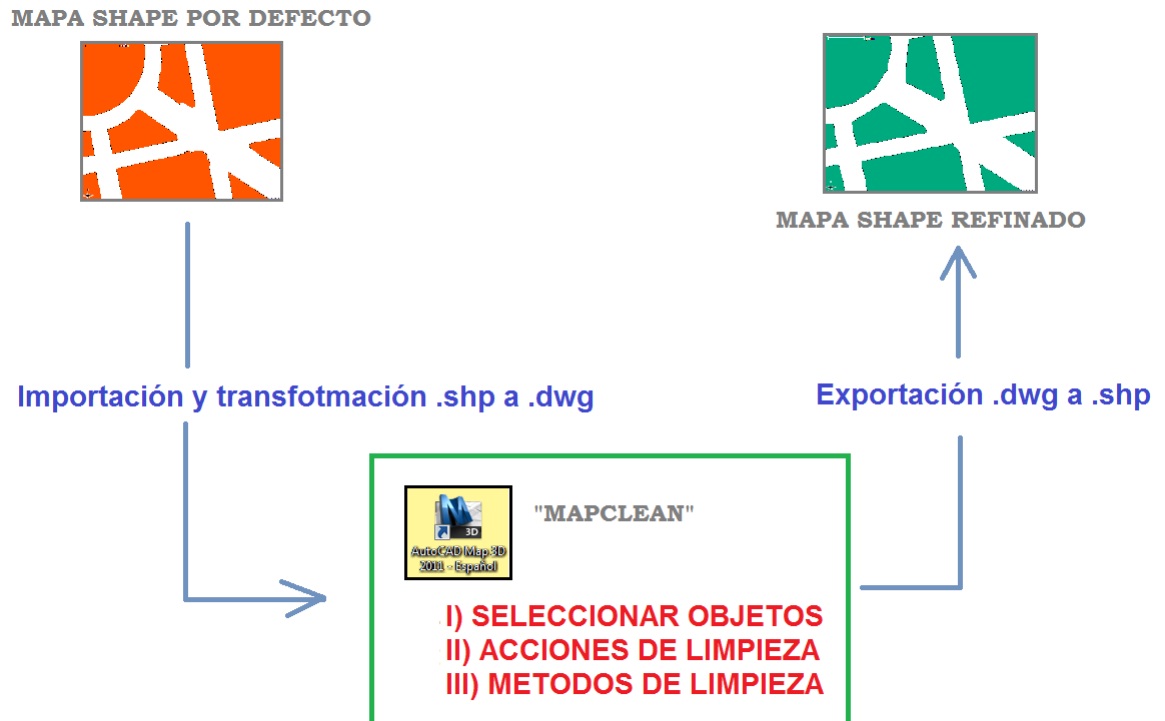 MAPA SHAPE POR DEFECTO
MAPA SHAPE REFINADO
Importación y transfotmación .shp a .dwg
Exportación .dwg a .shp
3D
AutoCAD Map 3D
2011 - Español
"MAPCLEAN"
I) SELECCIONAR OBJETOS
II) ACCIONES DE LIMPIEZA
III) METODOS DE LIMPIEZA